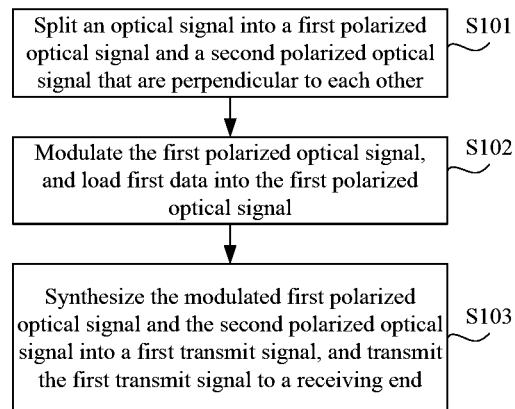 Split an optical signal into a first polarized
optical signal and a second polarized optical
signal that are perpendicular to each other
S101
Modulate the first polarized optical signal,
and load first data into the first polarized
optical signal
S102
Synthesize the modulated first polarized
optical signal and the second polarized optical
signal into a first transmit signal, and transmit
the first transmit signal to a receiving end
S103